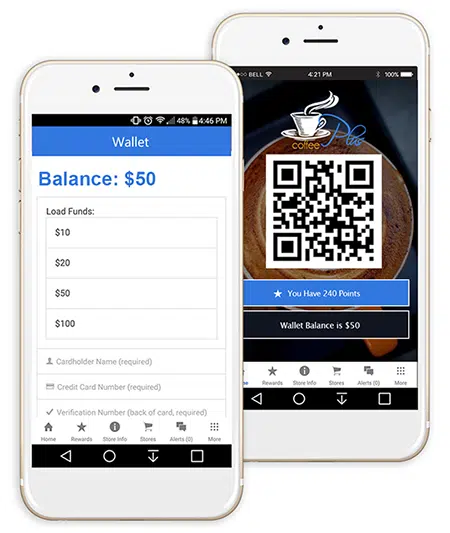 48% 4:46 PM
Wallet
Balance: $50
Load Funds:
$10
$20
$50
$100
Cardholder Name (required)
Credit Card Number (required)
Verification Number (back of card, required)
Home Rewards Store Info Stores Alerts (0) More
BELL 4:21 PM 100%
coffee Plus
You Have 240 Points
Wallet Balance is $50
Rewards Store Info Stores Alerts (0) More